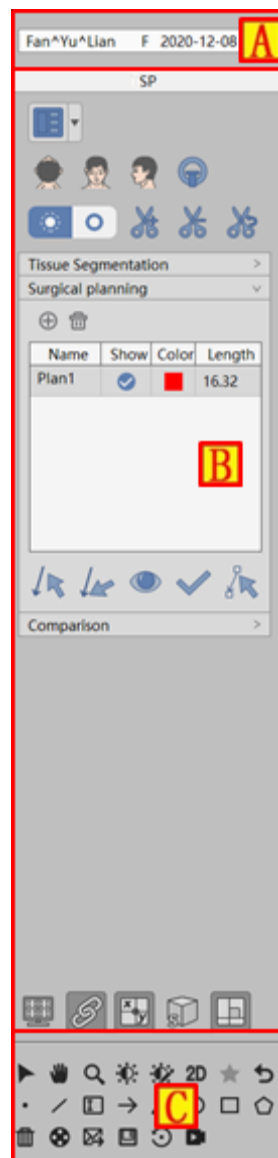 Fan^Yu^Lian F 2020-12-08
A
SP
Tissue Segmentation >
Surgical planning
Name Show Color Length
Plan1 16.32
B
Comparison >
S
2D
C